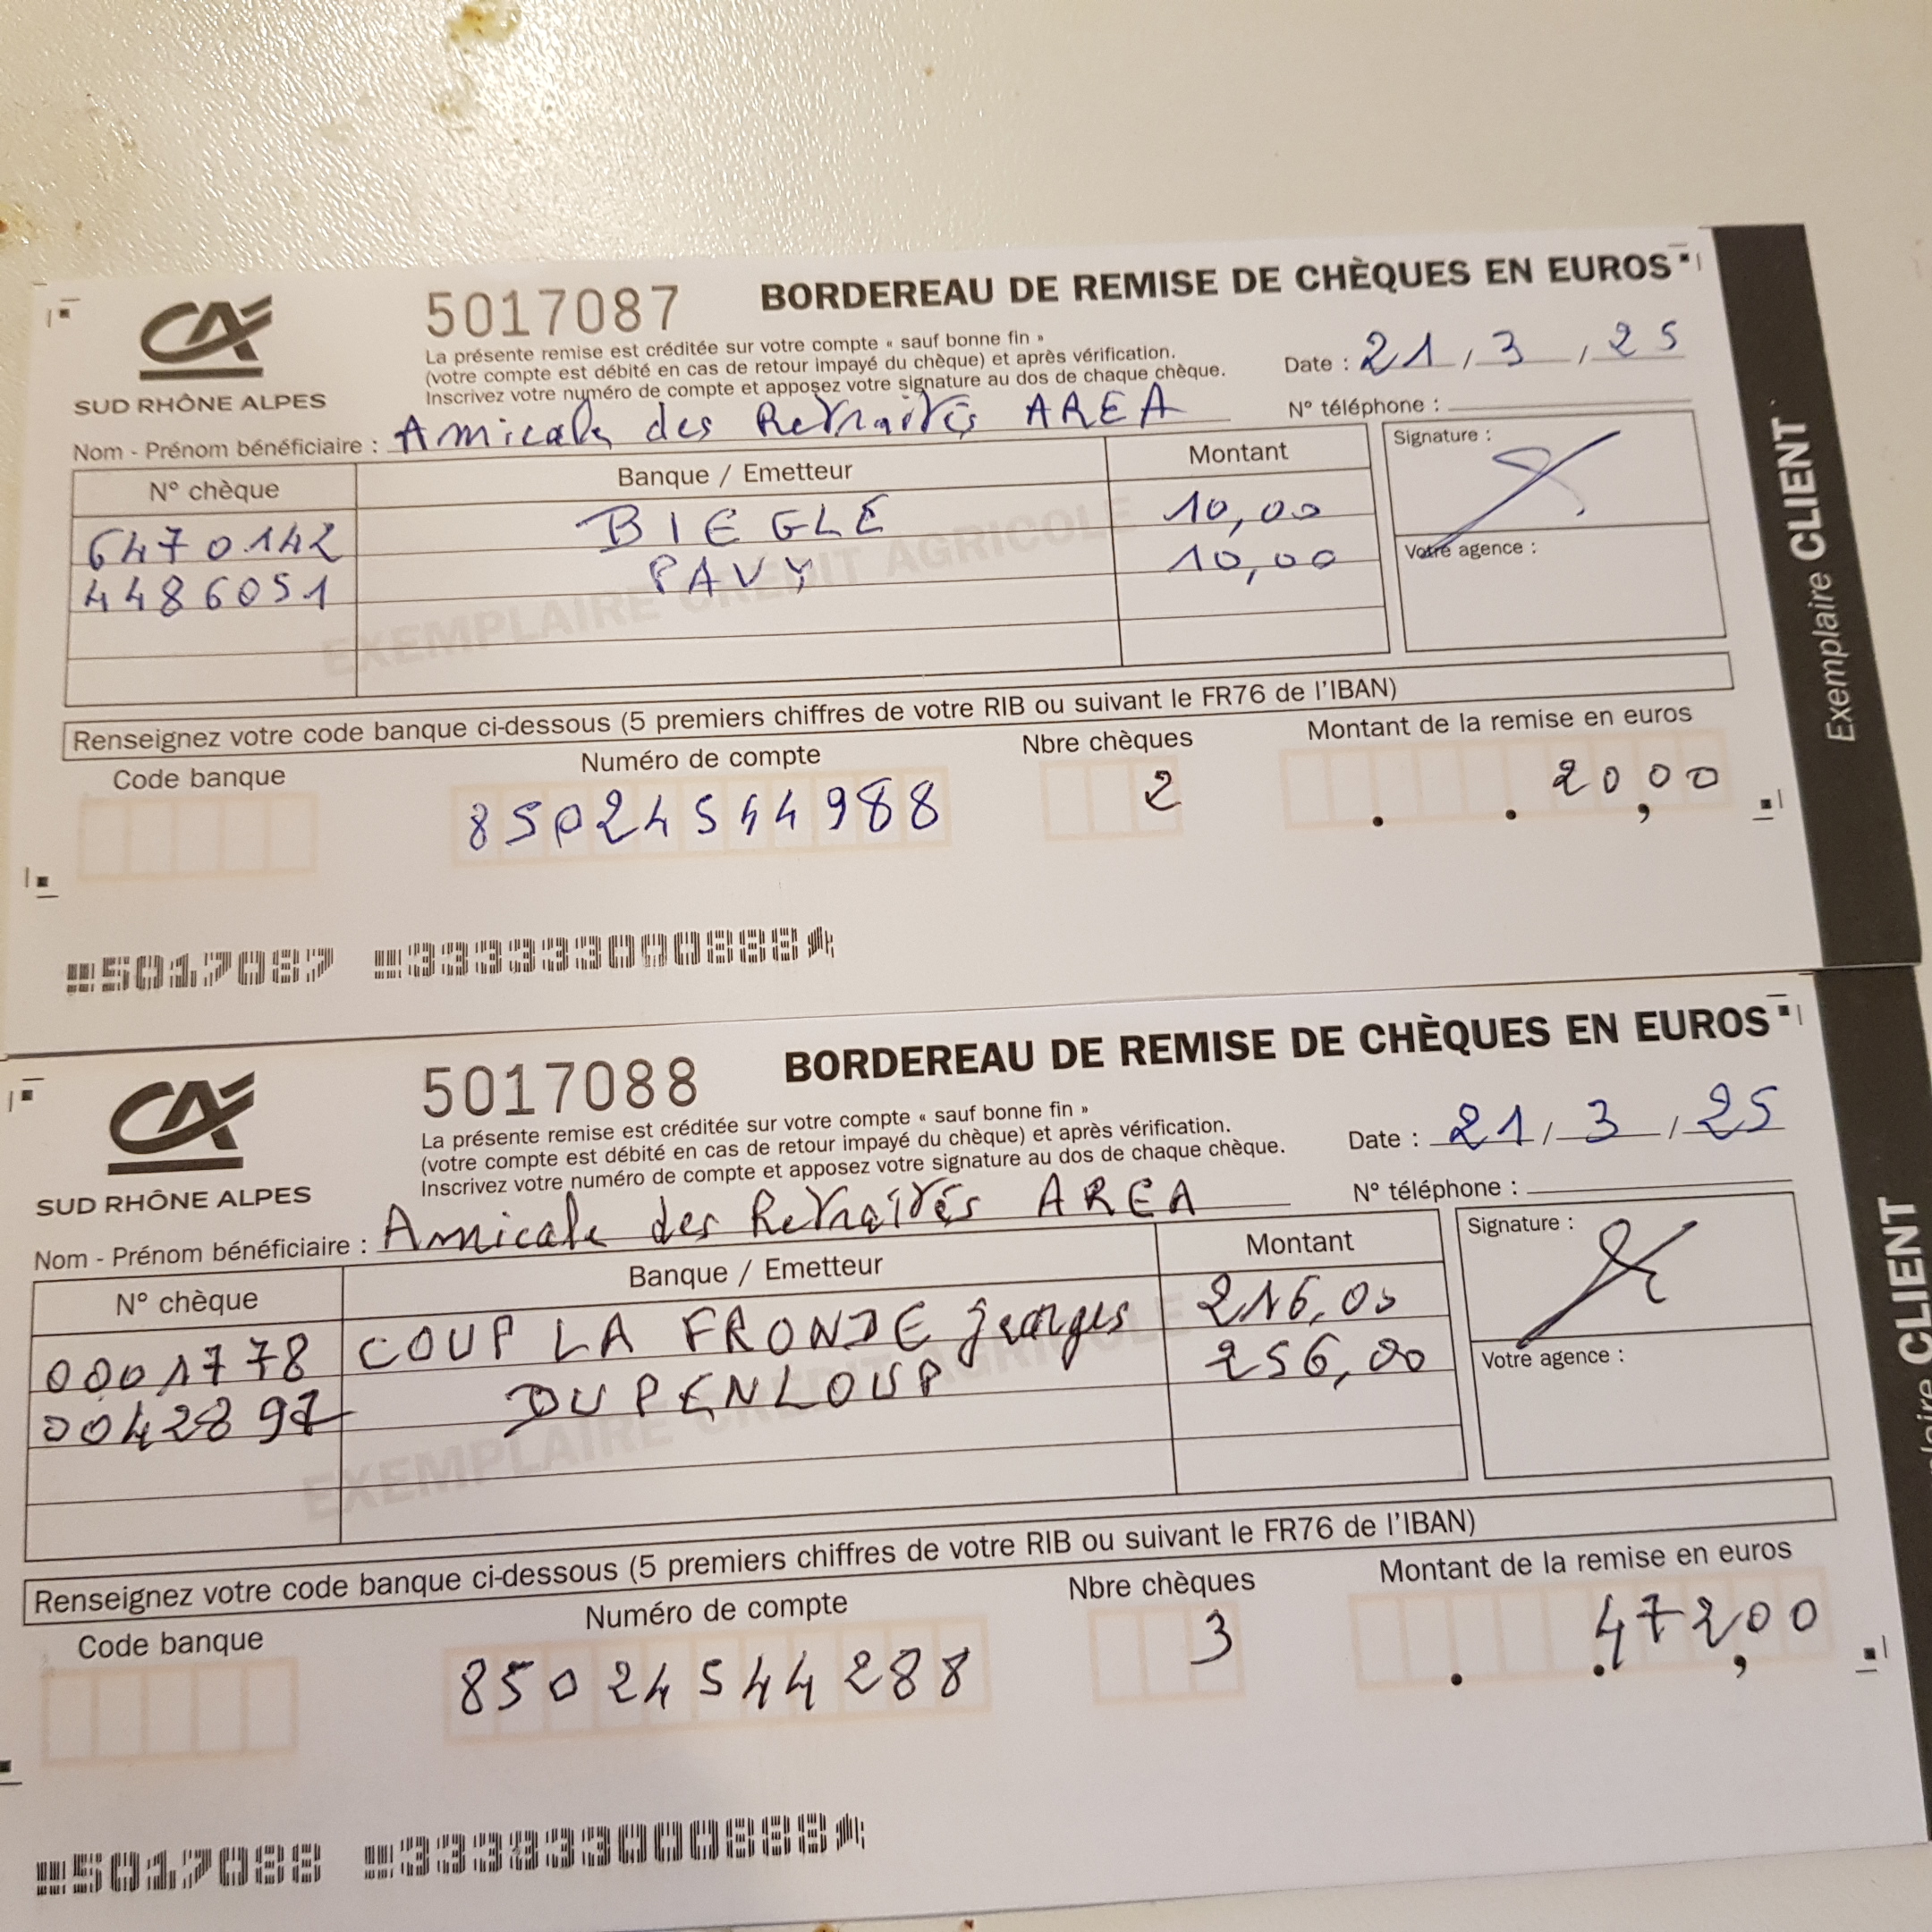 CA
SUD RHÔNE ALPES
5017087
BORDEREAU DE REMISE DE CHÈQUES EN EUROS
La présente remise est créditée sur votre compte « sauf bonne fin »
(votre compte est débité en cas de retour impayé du chèque) et après vérification.
Inscrivez votre numéro de compte et apposez votre signature au dos de chaque chèque.
Date : 21 / 3 / 25
N° téléphone :
Nom - Prénom bénéficiaire : Amicale des Retraités AREA
N° chèque Banque / Emetteur Montant
6470142 BIEGLE 10,00
4486051 PAVY 10,00
EXEMPLAIRE CREDIT AGRICOLE
Signature :
Votre agence :
Exemplaire CLIENT
Renseignez votre code banque ci-dessous (5 premiers chiffres de votre RIB ou suivant le FR76 de l'IBAN)
Code banque Numéro de compte Nbre chèques Montant de la remise en euros
85024544988 2 . . 20,00
5017087 333333000888
CA
SUD RHÔNE ALPES
5017088
BORDEREAU DE REMISE DE CHÈQUES EN EUROS
La présente remise est créditée sur votre compte « sauf bonne fin »
(votre compte est débité en cas de retour impayé du chèque) et après vérification.
Inscrivez votre numéro de compte et apposez votre signature au dos de chaque chèque.
Date : 21 / 3 / 25
N° téléphone :
Nom - Prénom bénéficiaire : Amicale des Retraités AREA
N° chèque Banque / Emetteur Montant
0001778 COUP LA FRONDE Georges 216,00
0042897 DUPENLOUP 256,00
EXEMPLAIRE CREDIT AGRICOLE
Signature :
Votre agence :
Exemplaire CLIENT
Renseignez votre code banque ci-dessous (5 premiers chiffres de votre RIB ou suivant le FR76 de l'IBAN)
Code banque Numéro de compte Nbre chèques Montant de la remise en euros
85024544288 3 . . 472,00
5017088 333333000888